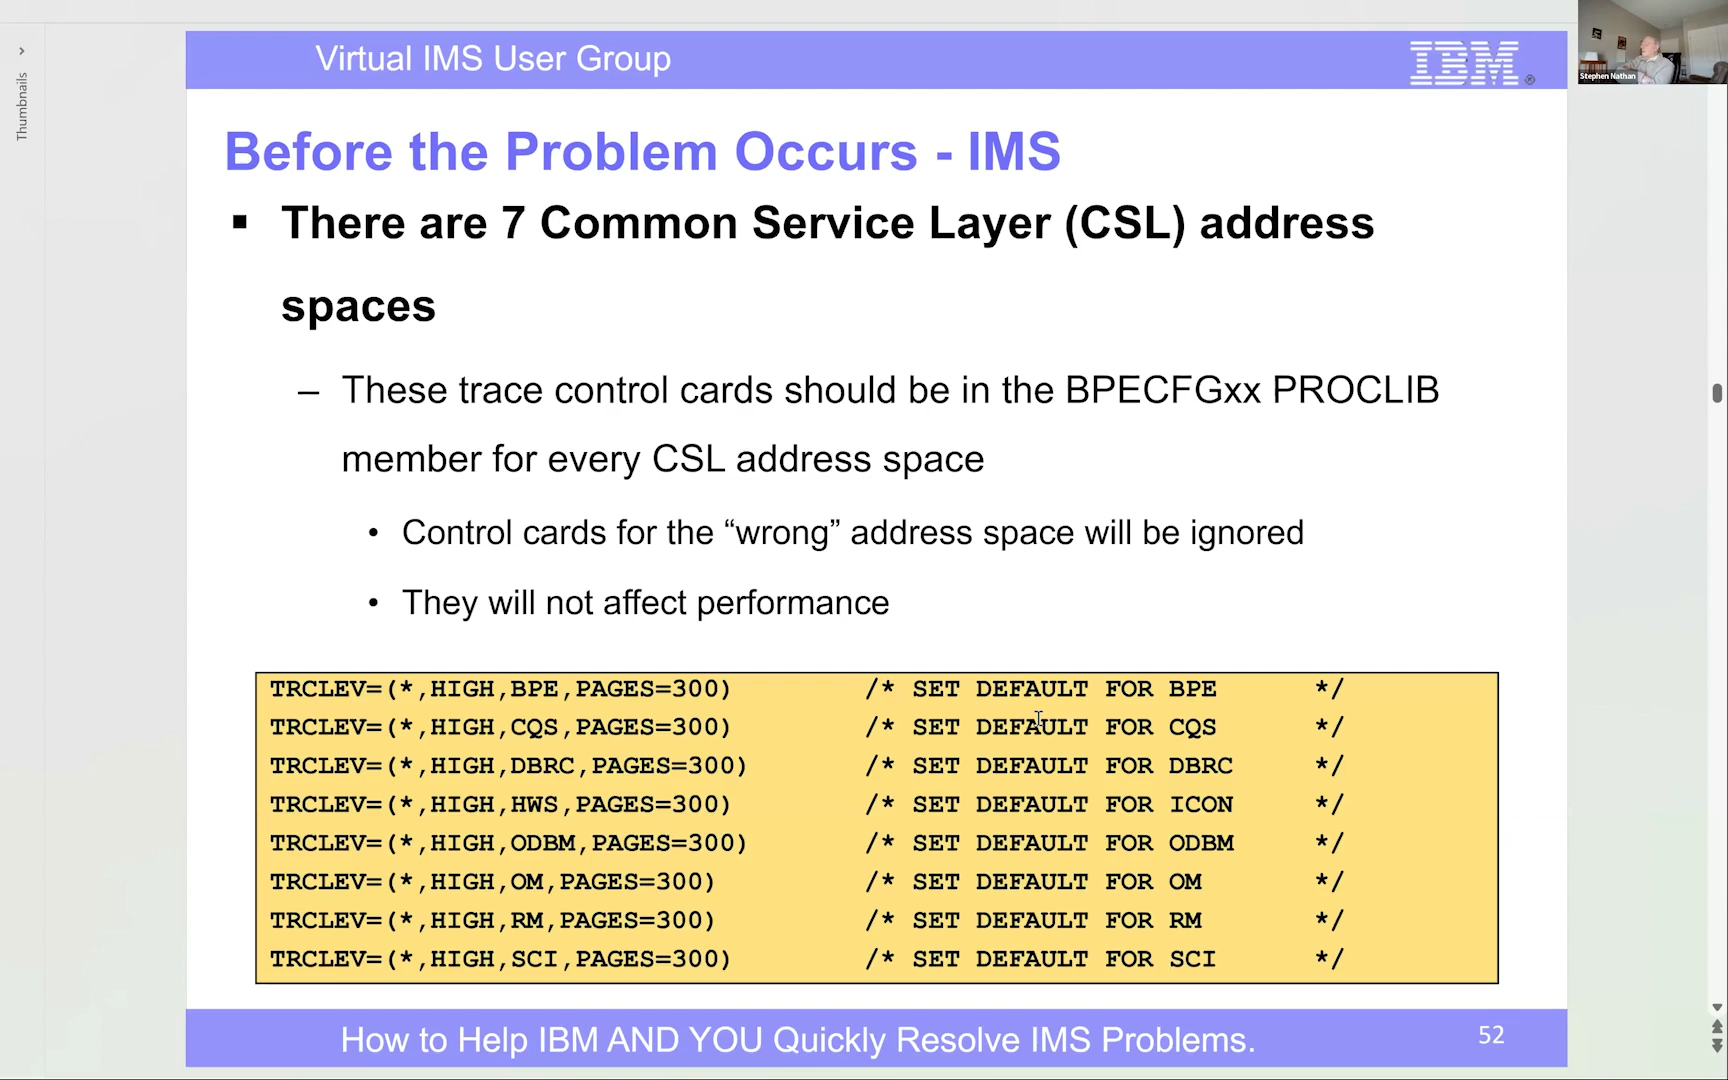 Virtual IMS User Group
IBM®
Stephen Nathan
Thumbnails
Before the Problem Occurs - IMS
▪ There are 7 Common Service Layer (CSL) address
spaces
– These trace control cards should be in the BPECFGxx PROCLIB
member for every CSL address space
• Control cards for the “wrong” address space will be ignored
• They will not affect performance
TRCLEV=(*,HIGH,BPE,PAGES=300) /* SET DEFAULT FOR BPE */
TRCLEV=(*,HIGH,CQS,PAGES=300) /* SET DEFAULT FOR CQS */
TRCLEV=(*,HIGH,DBRC,PAGES=300) /* SET DEFAULT FOR DBRC */
TRCLEV=(*,HIGH,HWS,PAGES=300) /* SET DEFAULT FOR ICON */
TRCLEV=(*,HIGH,ODBM,PAGES=300) /* SET DEFAULT FOR ODBM */
TRCLEV=(*,HIGH,OM,PAGES=300) /* SET DEFAULT FOR OM */
TRCLEV=(*,HIGH,RM,PAGES=300) /* SET DEFAULT FOR RM */
TRCLEV=(*,HIGH,SCI,PAGES=300) /* SET DEFAULT FOR SCI */
How to Help IBM AND YOU Quickly Resolve IMS Problems.
52